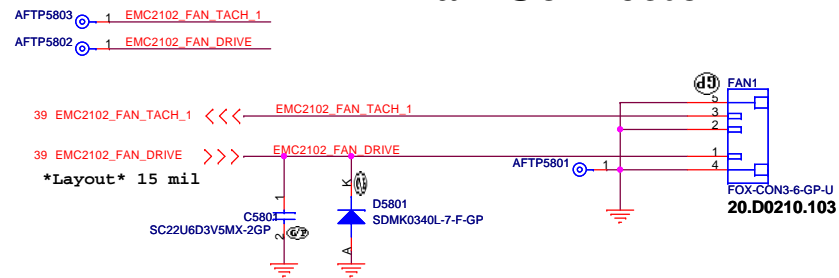 AFTP5803 1 EMC2102_FAN_TACH_1
AFTP5802 1 EMC2102_FAN_DRIVE
GP FAN1
5
39 EMC2102_FAN_TACH_1 EMC2102_FAN_TACH_1 3
2
39 EMC2102_FAN_DRIVE EMC2102_FAN_DRIVE 1
AFTP5801 1 4
*Layout* 15 mil
K
1
FOX-CON3-6-GP-U
20.D0210.103
C5801 D5801
SC22U6D3V5MX-2GP SDMK0340L-7-F-GP
2 GP A